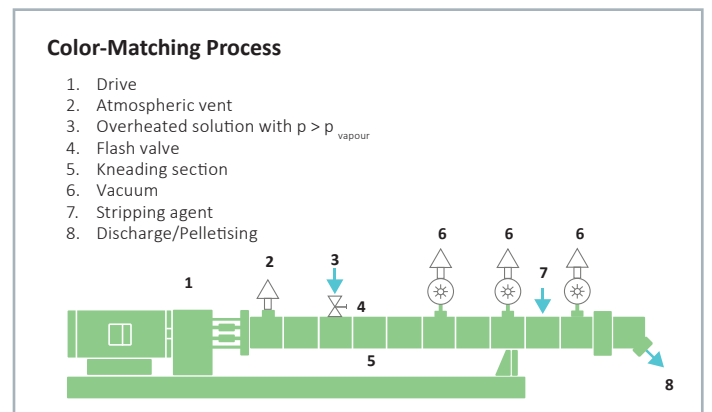 Color-Matching Process
1. Drive
2. Atmospheric vent
3. Overheated solution with p > p vapour
4. Flash valve
5. Kneading section
6. Vacuum
7. Stripping agent
8. Discharge/Pelletising
6 6 6
2 3 7
1
4
5
8